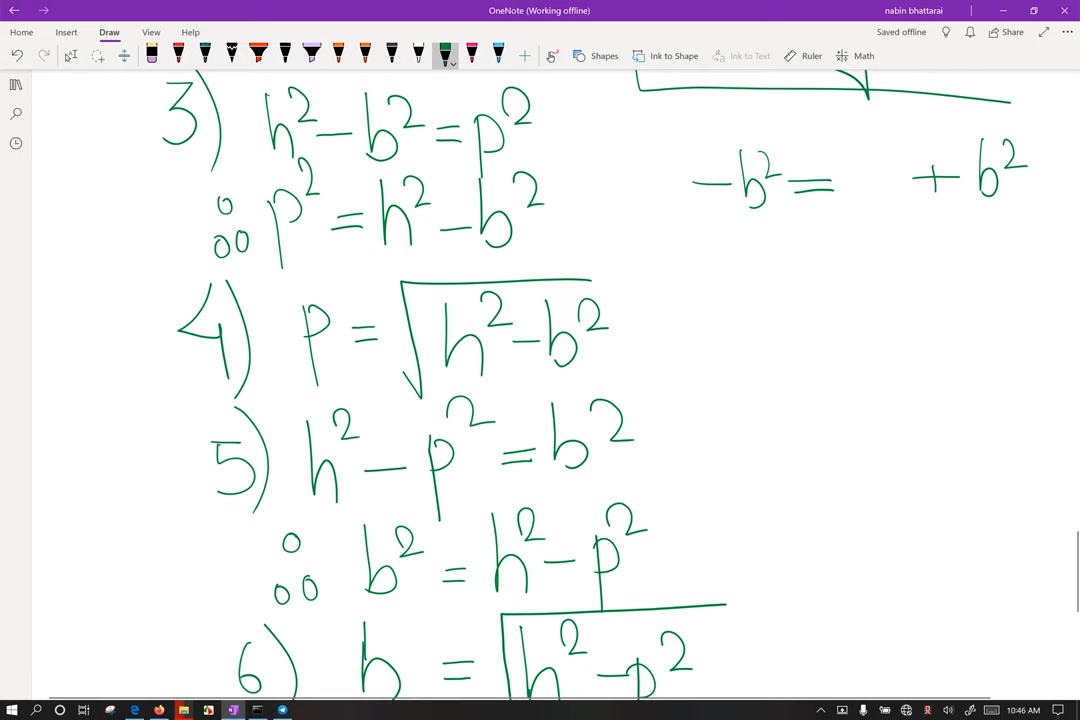 OneNote (Working offline)
nabin bhattarai
Home Insert Draw View Help
Saved offline Share
Shapes Ink to Shape Ink to Text Ruler Math
3) h² - b² = p²
- b² = + b²
∴ p² = h² - b²
4) p = √h² - b²
5) h² - p² = b²
∴ b² = h² - p²
6) b = √h² - p²
10:46 AM